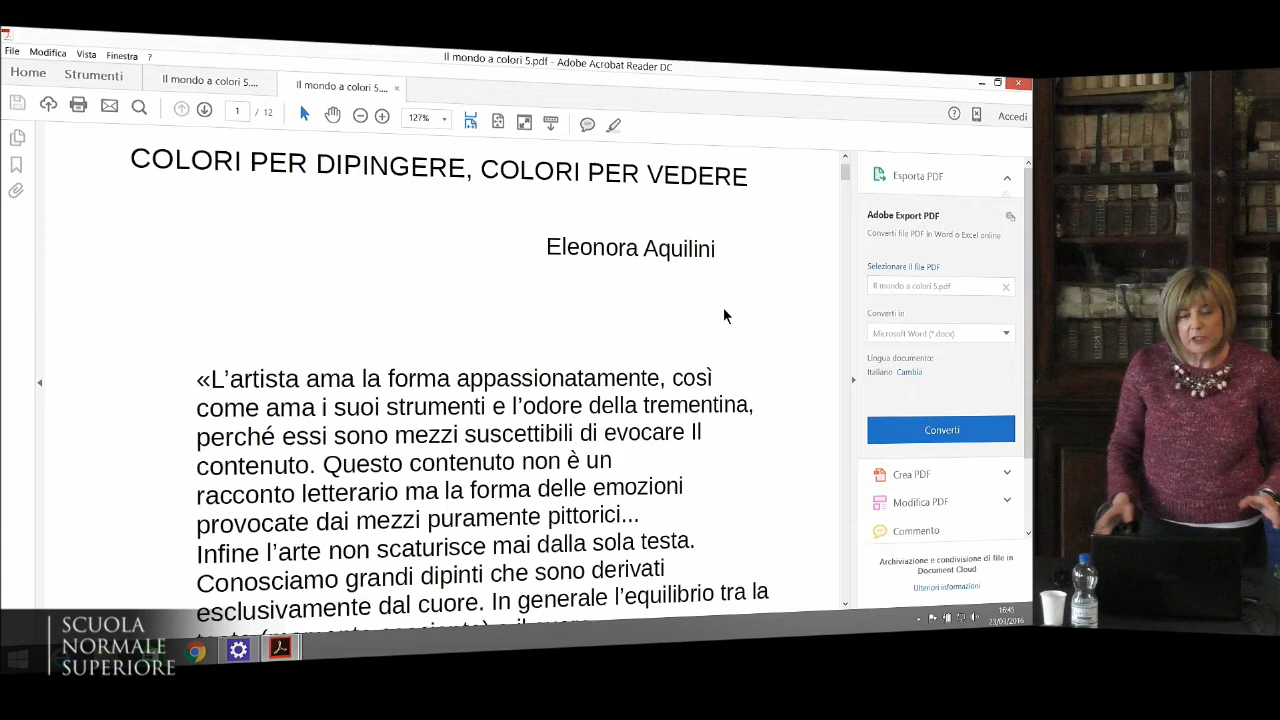 Il mondo a colori 5.pdf - Adobe Acrobat Reader DC
File Modifica Vista Finestra ?
Home Strumenti Il mondo a colori 5.... Il mondo a colori 5.... ×
1 / 12 127% Accedi
COLORI PER DIPINGERE, COLORI PER VEDERE
Eleonora Aquilini
«L’artista ama la forma appassionatamente, così
come ama i suoi strumenti e l’odore della trementina,
perché essi sono mezzi suscettibili di evocare Il
contenuto. Questo contenuto non è un
racconto letterario ma la forma delle emozioni
provocate dai mezzi puramente pittorici...
Infine l’arte non scaturisce mai dalla sola testa.
Conosciamo grandi dipinti che sono derivati
esclusivamente dal cuore. In generale l’equilibrio tra la
Esporta PDF
Adobe Export PDF
Converti file PDF in Word o Excel online
Selezionare il file PDF
Il mondo a colori 5.pdf
Converti in
Microsoft Word (*.docx)
Lingua documento:
Italiano Cambia
Converti
Crea PDF
Modifica PDF
Commento
Archiviazione e condivisione di file in
Document Cloud
Ulteriori informazioni
16:45
23/03/2016
SCUOLA
NORMALE
SUPERIORE